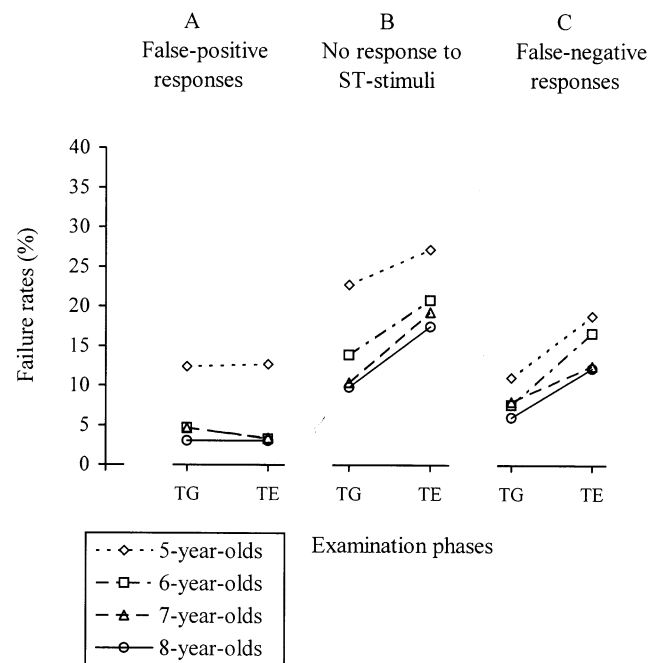 A
False-positive
responses
B
No response to
ST-stimuli
C
False-negative
responses
Failure rates (%)
40
35
30
25
20
15
10
5
0
TG
TE
TG
TE
TG
TE
Examination phases
5-year-olds
6-year-olds
7-year-olds
8-year-olds